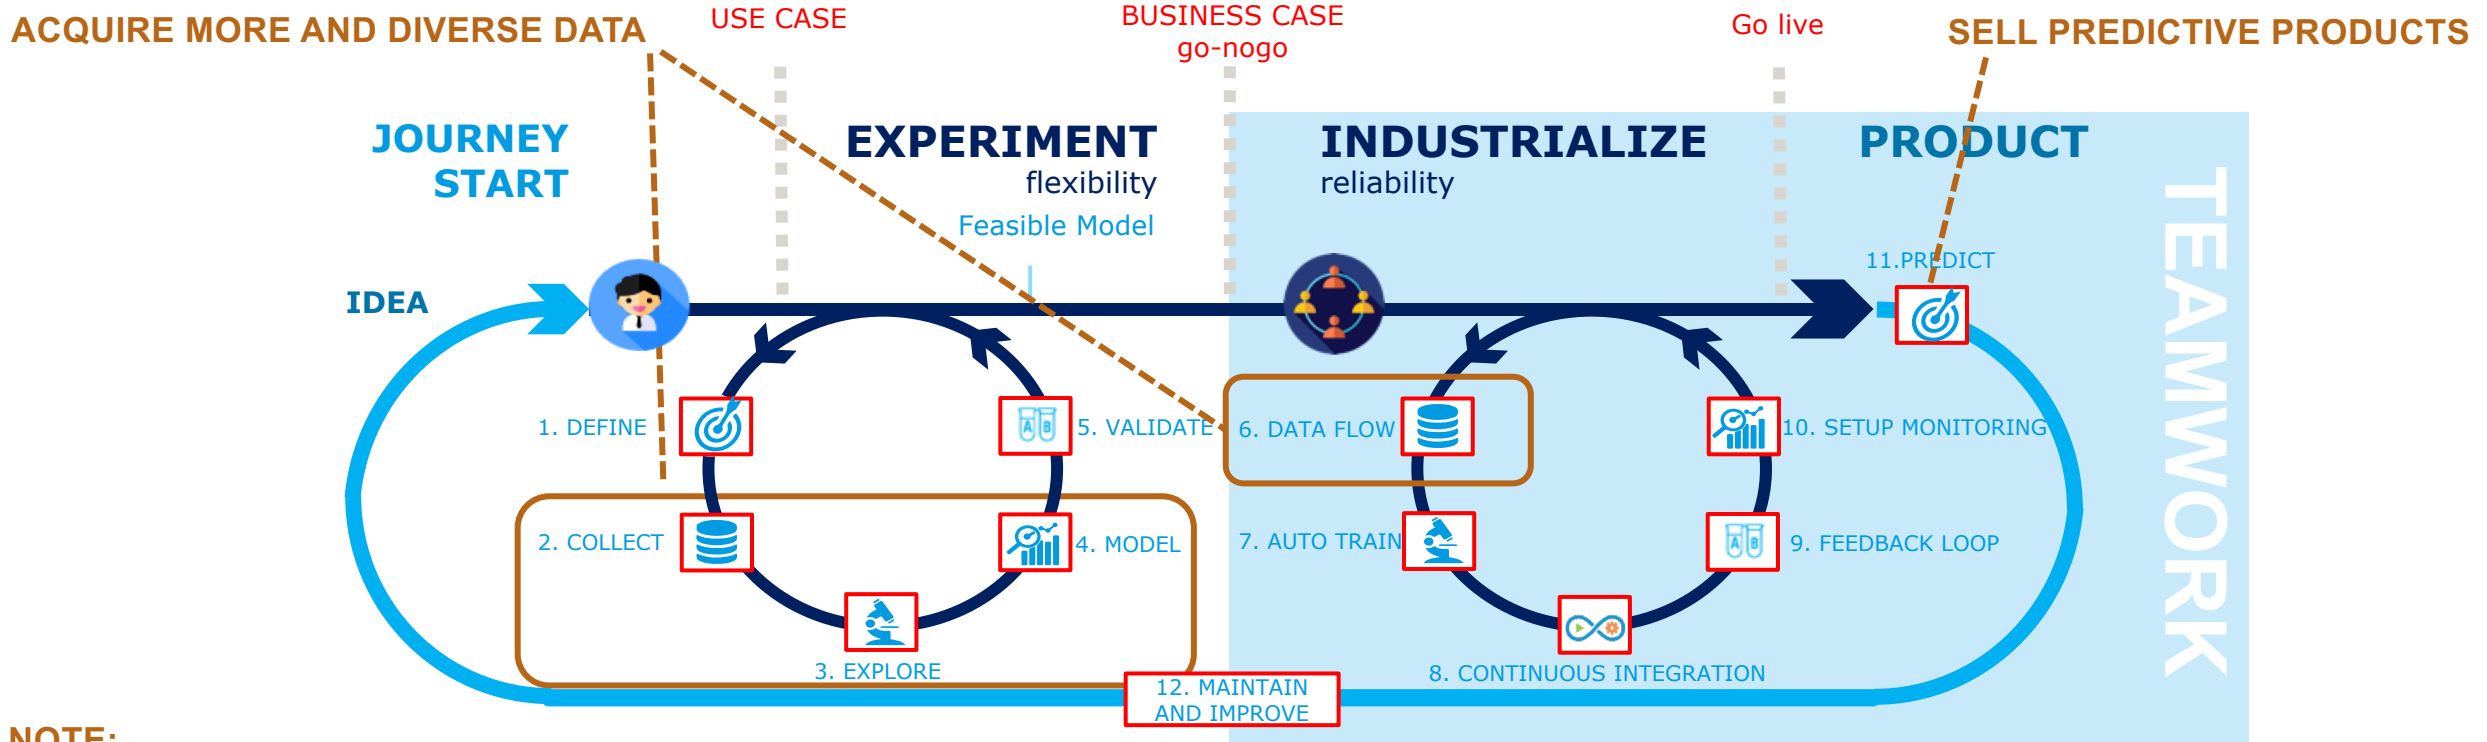 ACQUIRE MORE AND DIVERSE DATA
USE CASE
BUSINESS CASE
go-nogo
Go live
SELL PREDICTIVE PRODUCTS
JOURNEY
START
EXPERIMENT
flexibility
Feasible Model
INDUSTRIALIZE
reliability
PRODUCT
TEAMWORK
IDEA
11.PREDICT
1. DEFINE
5. VALIDATE
A B
6. DATA FLOW
10. SETUP MONITORING
2. COLLECT
4. MODEL
7. AUTO TRAIN
A B
9. FEEDBACK LOOP
3. EXPLORE
8. CONTINUOUS INTEGRATION
12. MAINTAIN
AND IMPROVE
NOTE: